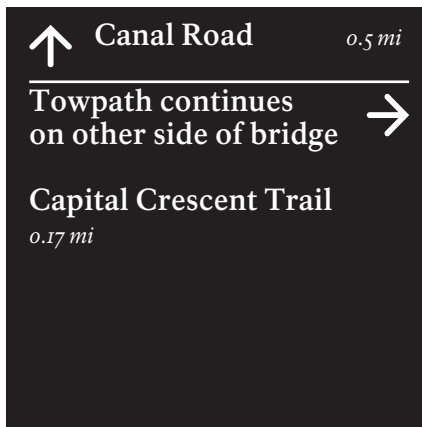 Canal Road 0.5 mi
Towpath continues
on other side of bridge
Capital Crescent Trail
0.17 mi